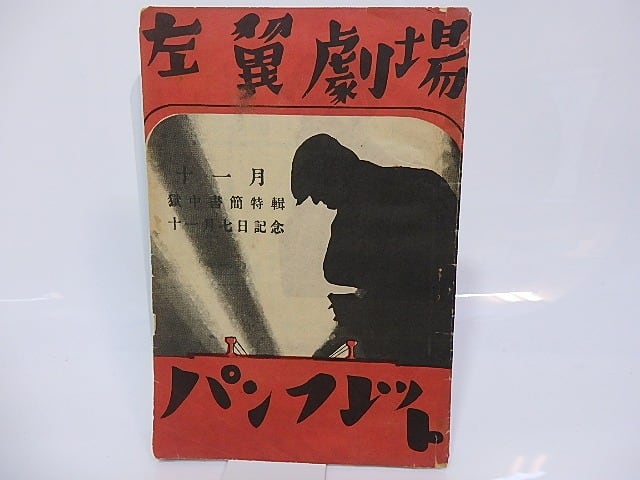 左翼劇場
十一月
獄中書簡特輯
十一月七日記念
パンフレット